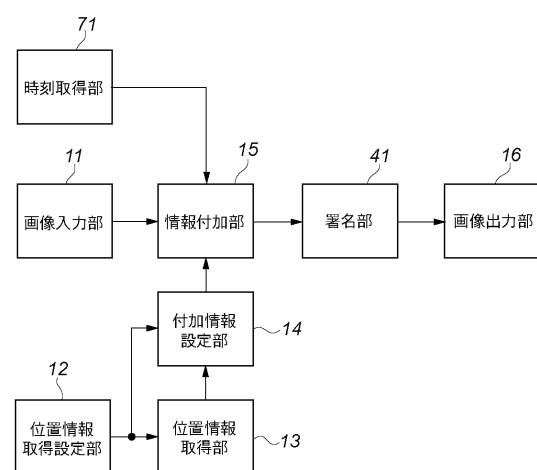 71
時刻取得部
11
画像入力部
15
情報付加部
41
署名部
16
画像出力部
付加情報
設定部
14
12
位置情報
取得設定部
位置情報
取得部
13